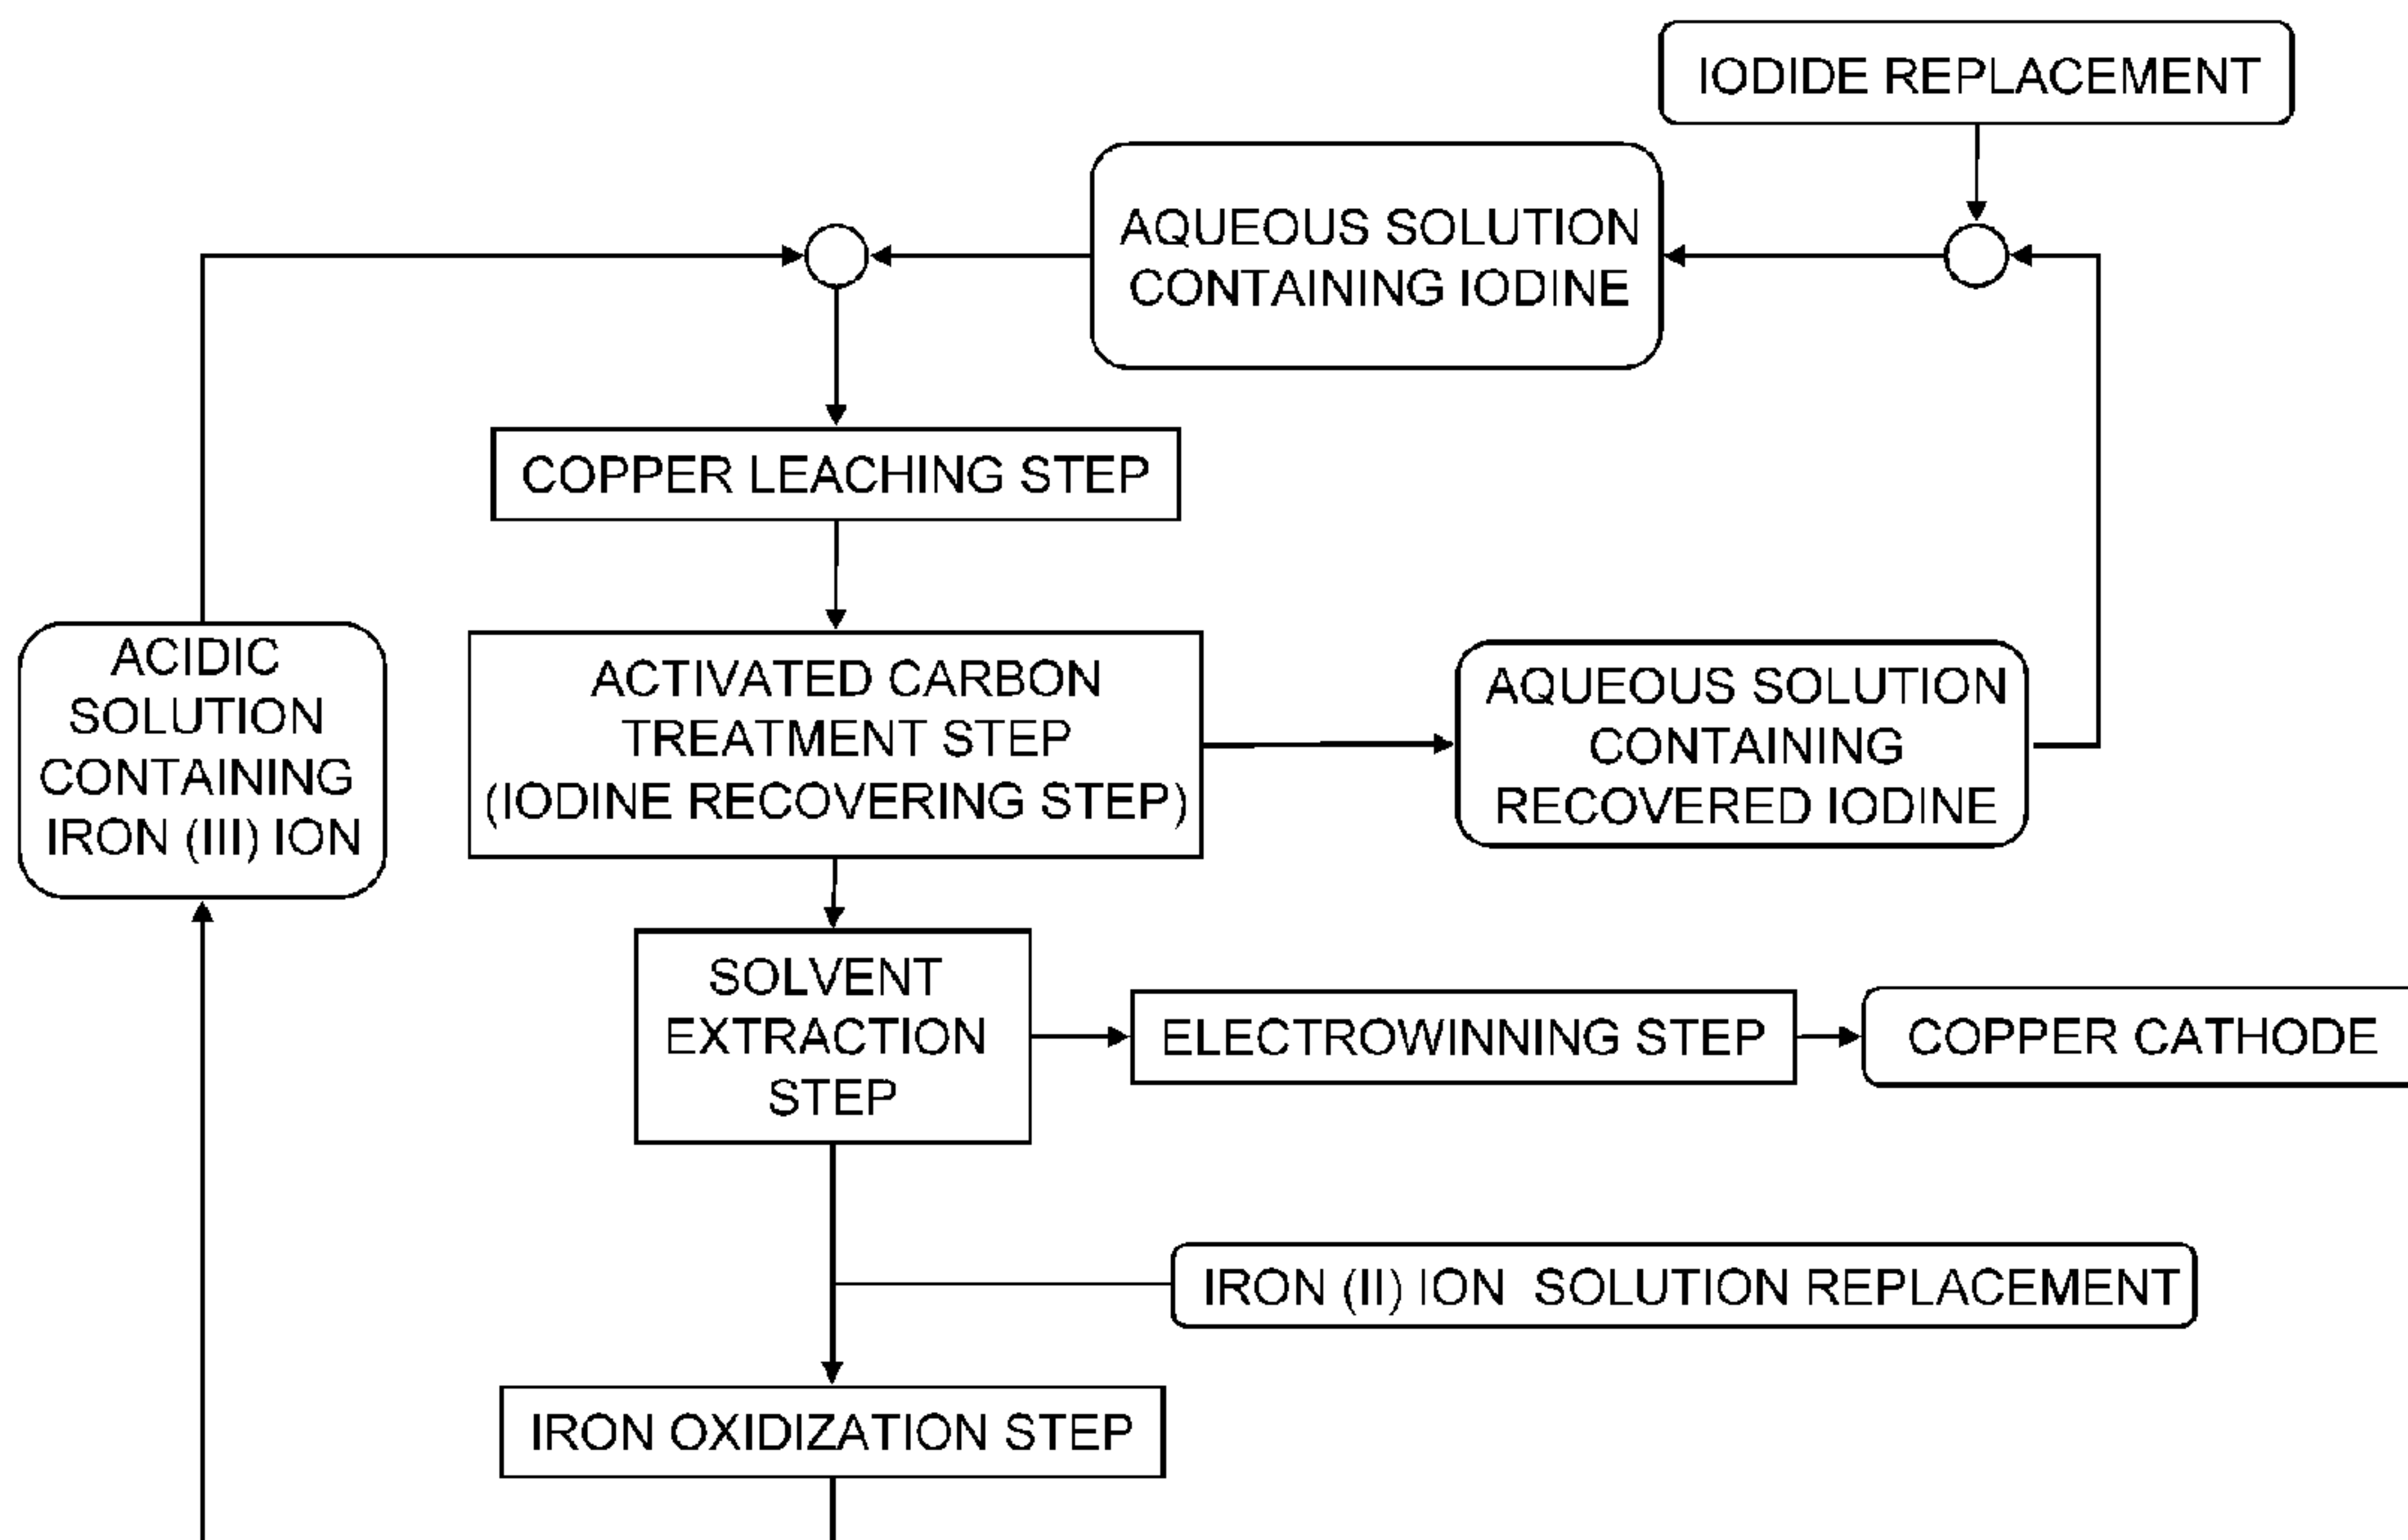 IODIDE REPLACEMENT
AQUEOUS SOLUTION
CONTAINING IODINE
COPPER LEACHING STEP
ACIDIC
SOLUTION
CONTAINING
IRON (III) ION
ACTIVATED CARBON
TREATMENT STEP
(IODINE RECOVERING STEP)
AQUEOUS SOLUTION
CONTAINING
RECOVERED IODINE
SOLVENT
EXTRACTION
STEP
ELECTROWINNING STEP
COPPER CATHODE
IRON (II) ION SOLUTION REPLACEMENT
IRON OXIDIZATION STEP